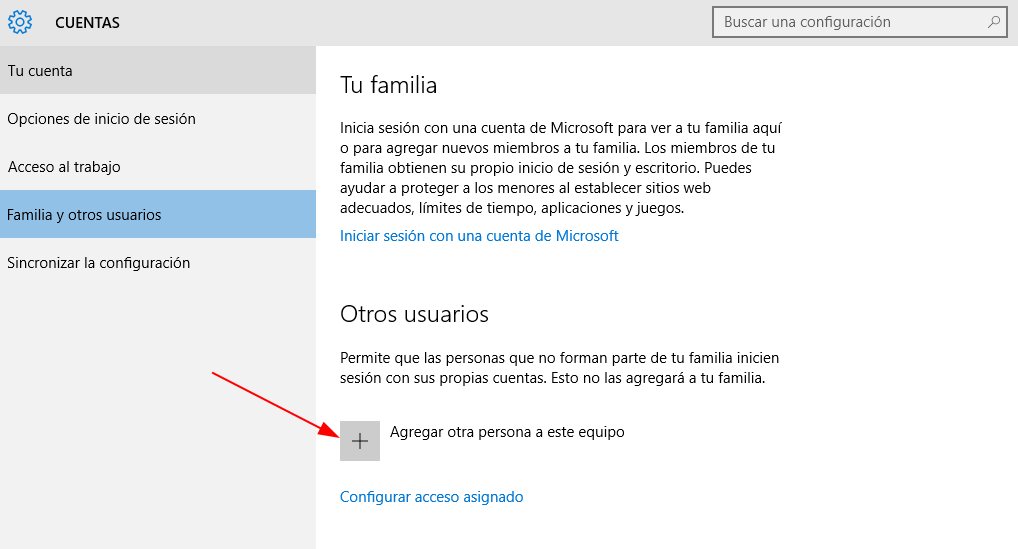 CUENTAS
Buscar una configuración
Tu cuenta
Opciones de inicio de sesión
Acceso al trabajo
Familia y otros usuarios
Sincronizar la configuración
Tu familia
Inicia sesión con una cuenta de Microsoft para ver a tu familia aquí
o para agregar nuevos miembros a tu familia. Los miembros de tu
familia obtienen su propio inicio de sesión y escritorio. Puedes
ayudar a proteger a los menores al establecer sitios web
adecuados, límites de tiempo, aplicaciones y juegos.
Iniciar sesión con una cuenta de Microsoft
Otros usuarios
Permite que las personas que no forman parte de tu familia inicien
sesión con sus propias cuentas. Esto no las agregará a tu familia.
Agregar otra persona a este equipo
Configurar acceso asignado